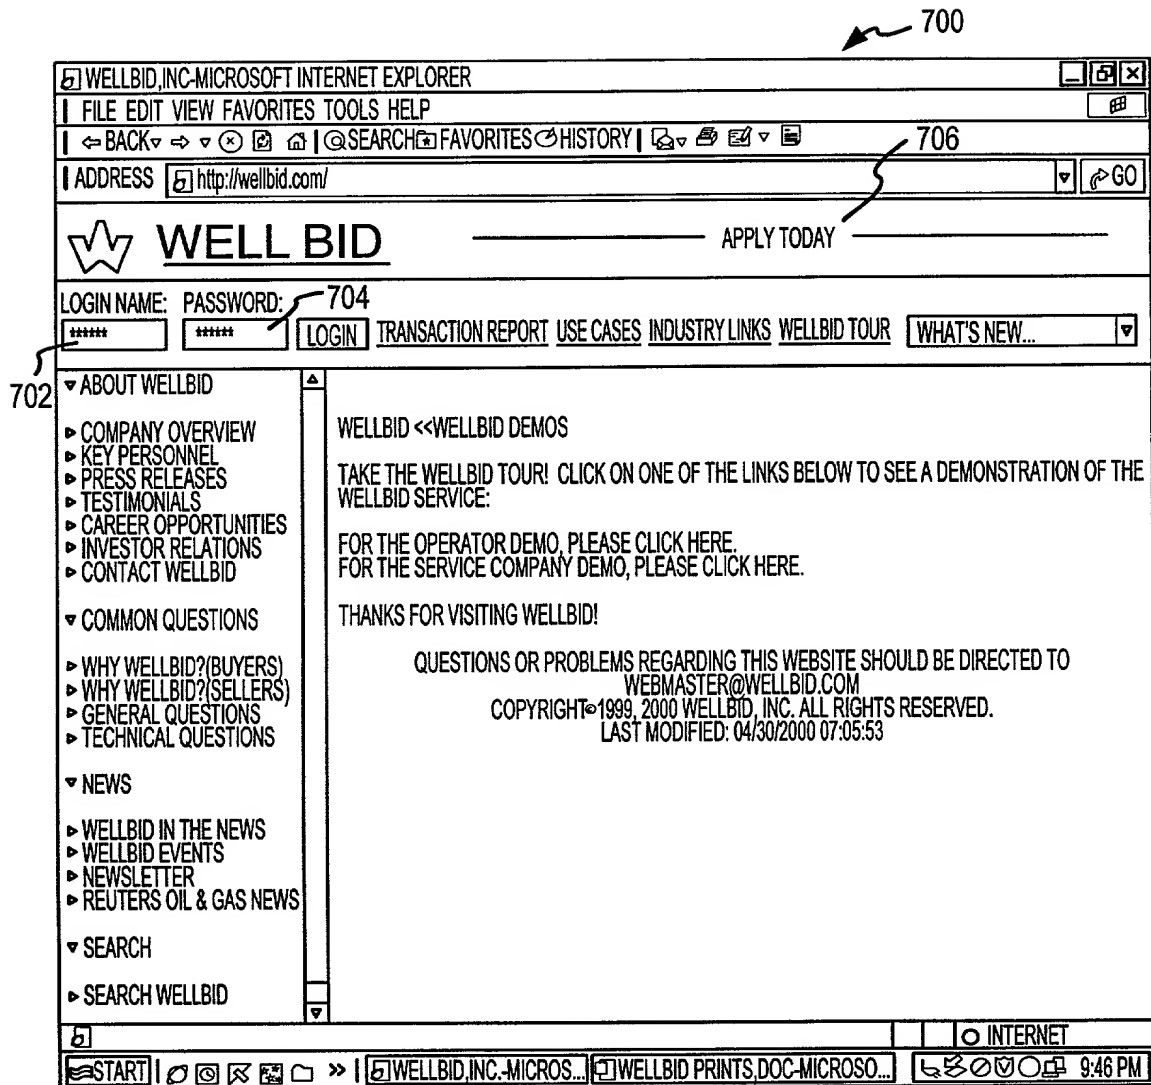 700
WELLBID,INC-MICROSOFT INTERNET EXPLORER
FILE EDIT VIEW FAVORITES TOOLS HELP
BACK SEARCH FAVORITES HISTORY
706
ADDRESS http://wellbid.com/ GO
W WELL BID APPLY TODAY
LOGIN NAME: PASSWORD: 704
****** ****** LOGIN TRANSACTION REPORT USE CASES INDUSTRY LINKS WELLBID TOUR WHAT'S NEW...
702
ABOUT WELLBID
COMPANY OVERVIEW
KEY PERSONNEL
PRESS RELEASES
TESTIMONIALS
CAREER OPPORTUNITIES
INVESTOR RELATIONS
CONTACT WELLBID
COMMON QUESTIONS
WHY WELLBID?(BUYERS)
WHY WELLBID?(SELLERS)
GENERAL QUESTIONS
TECHNICAL QUESTIONS
NEWS
WELLBID IN THE NEWS
WELLBID EVENTS
NEWSLETTER
REUTERS OIL & GAS NEWS
SEARCH
SEARCH WELLBID
WELLBID <<WELLBID DEMOS
TAKE THE WELLBID TOUR! CLICK ON ONE OF THE LINKS BELOW TO SEE A DEMONSTRATION OF THE
WELLBID SERVICE:
FOR THE OPERATOR DEMO, PLEASE CLICK HERE.
FOR THE SERVICE COMPANY DEMO, PLEASE CLICK HERE.
THANKS FOR VISITING WELLBID!
QUESTIONS OR PROBLEMS REGARDING THIS WEBSITE SHOULD BE DIRECTED TO
WEBMASTER@WELLBID.COM
COPYRIGHT©1999, 2000 WELLBID, INC. ALL RIGHTS RESERVED.
LAST MODIFIED: 04/30/2000 07:05:53
INTERNET
START » WELLBID,INC.-MICROS... WELLBID PRINTS,DOC-MICROSO... 9:46 PM